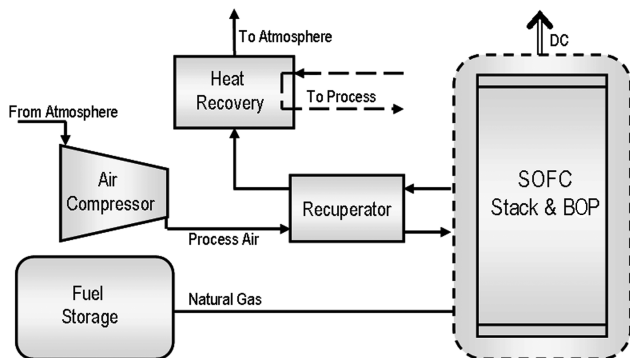 To Atmosphere
DC
Heat
Recovery
To Process
From Atmosphere
Air
Compressor
Recuperator
SOFC
Stack & BOP
Process Air
Fuel
Storage
Natural Gas